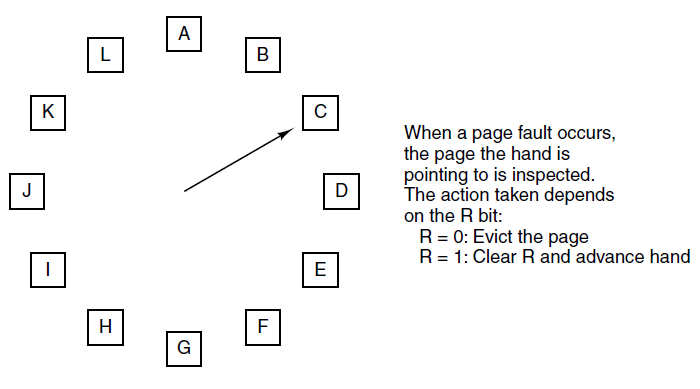 A
L
B
K
C
J
D
I
E
H
F
G
When a page fault occurs,
the page the hand is
pointing to is inspected.
The action taken depends
on the R bit:
R = 0: Evict the page
R = 1: Clear R and advance hand